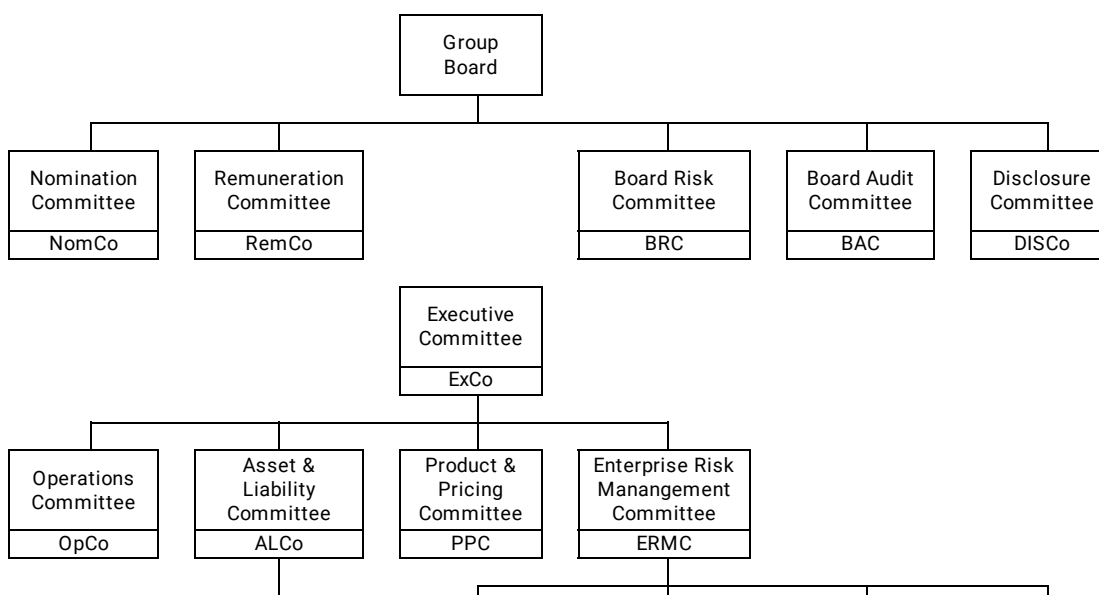 Group
Board
Nomination
Committee
NomCo
Remuneration
Committee
RemCo
Board Risk
Committee
BRC
Board Audit
Committee
BAC
Disclosure
Committee
DISCo
Executive
Committee
ExCo
Operations
Committee
OpCo
Asset &
Liability
Committee
ALCo
Product &
Pricing
Committee
PPC
Enterprise Risk
Manangement
Committee
ERMC